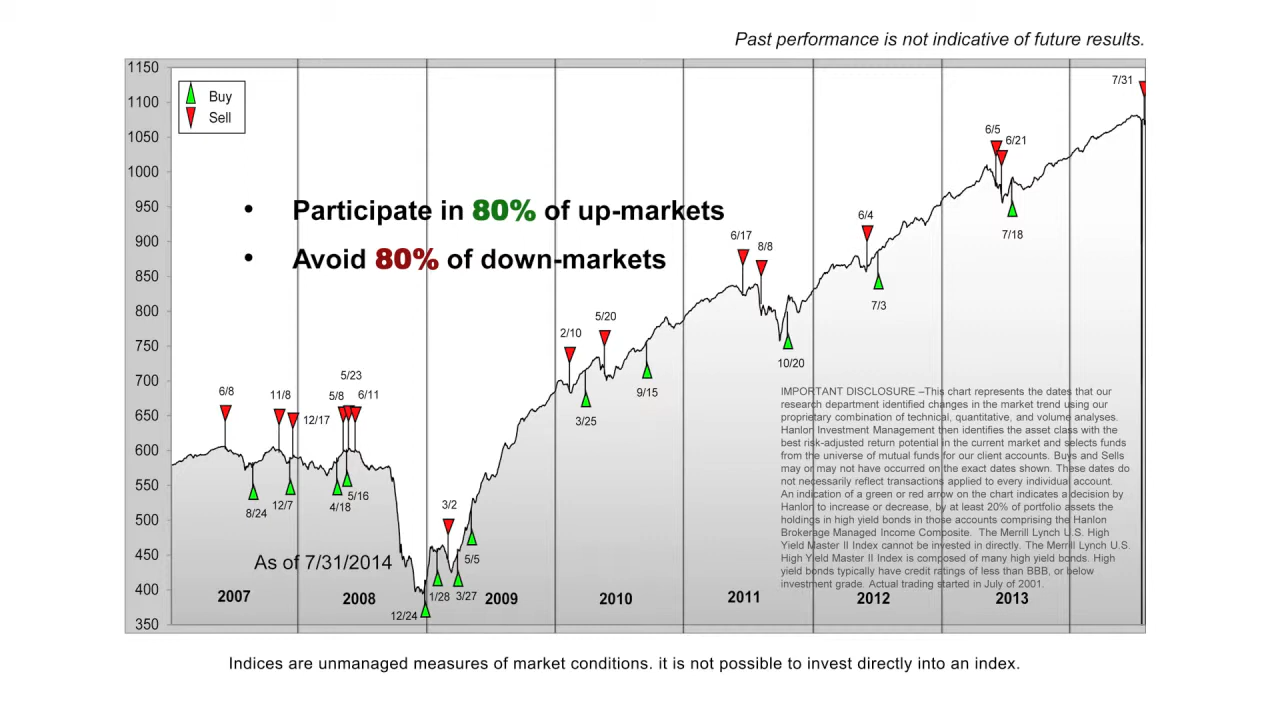 Past performance is not indicative of future results.
1150
1100
1050
1000
950
900
850
800
750
700
650
600
550
500
450
400
350
Buy
Sell
• Participate in 80% of up-markets
• Avoid 80% of down-markets
As of 7/31/2014
6/8
8/24
11/8
12/7
12/17
4/18
5/8
5/16
5/23
6/11
12/24
1/28
3/2
3/27
5/5
2/10
3/25
5/20
9/15
6/17
8/8
10/20
6/4
7/3
6/5
6/21
7/18
7/31
IMPORTANT DISCLOSURE –This chart represents the dates that our
research department identified changes in the market trend using our
proprietary combination of technical, quantitative, and volume analyses.
Hanlon Investment Management then identifies the asset class with the
best risk-adjusted return potential in the current market and selects funds
from the universe of mutual funds for our client accounts. Buys and Sells
may or may not have occurred on the exact dates shown. These dates do
not necessarily reflect transactions applied to every individual account.
An indication of a green or red arrow on the chart indicates a decision by
Hanlon to increase or decrease, by at least 20% of portfolio assets the
holdings in high yield bonds in those accounts comprising the Hanlon
Brokerage Managed Income Composite. The Merrill Lynch U.S. High
Yield Master II Index cannot be invested in directly. The Merrill Lynch U.S.
High Yield Master II Index is composed of many high yield bonds. High
yield bonds typically have credit ratings of less than BBB, or below
investment grade. Actual trading started in July of 2001.
2007
2008
2009
2010
2011
2012
2013
Indices are unmanaged measures of market conditions. it is not possible to invest directly into an index.